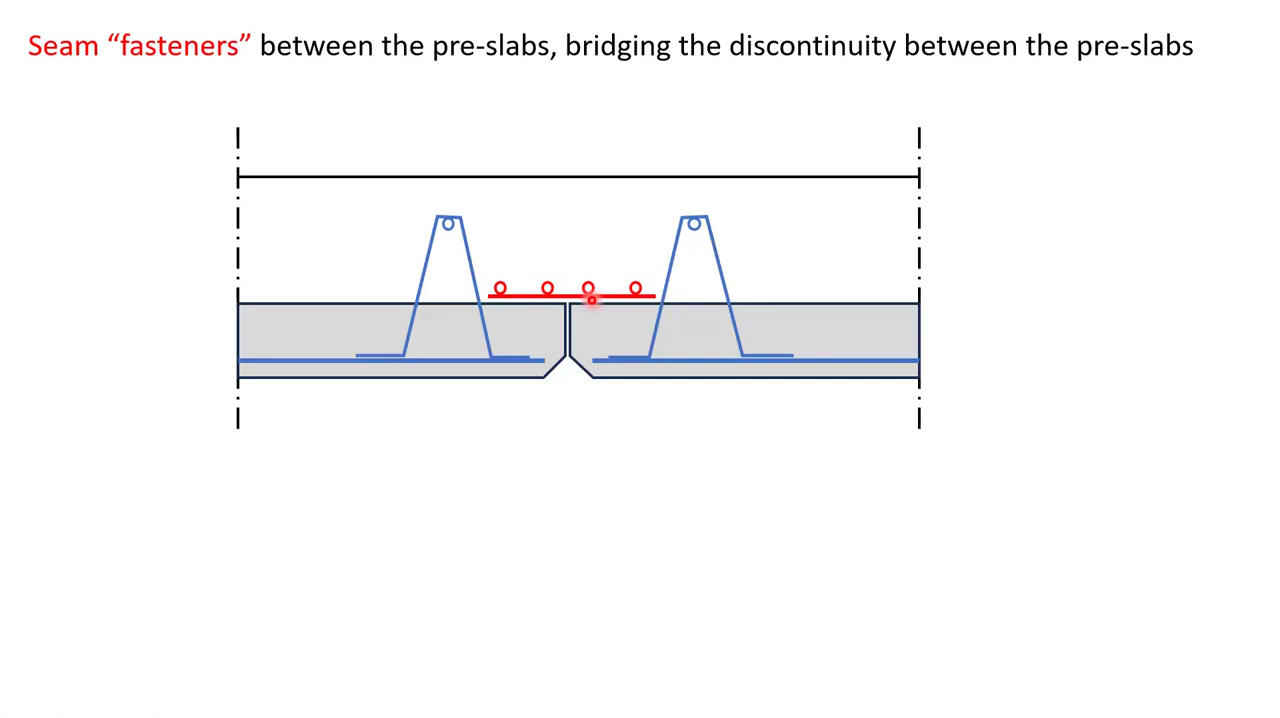 Seam “fasteners” between the pre-slabs, bridging the discontinuity between the pre-slabs